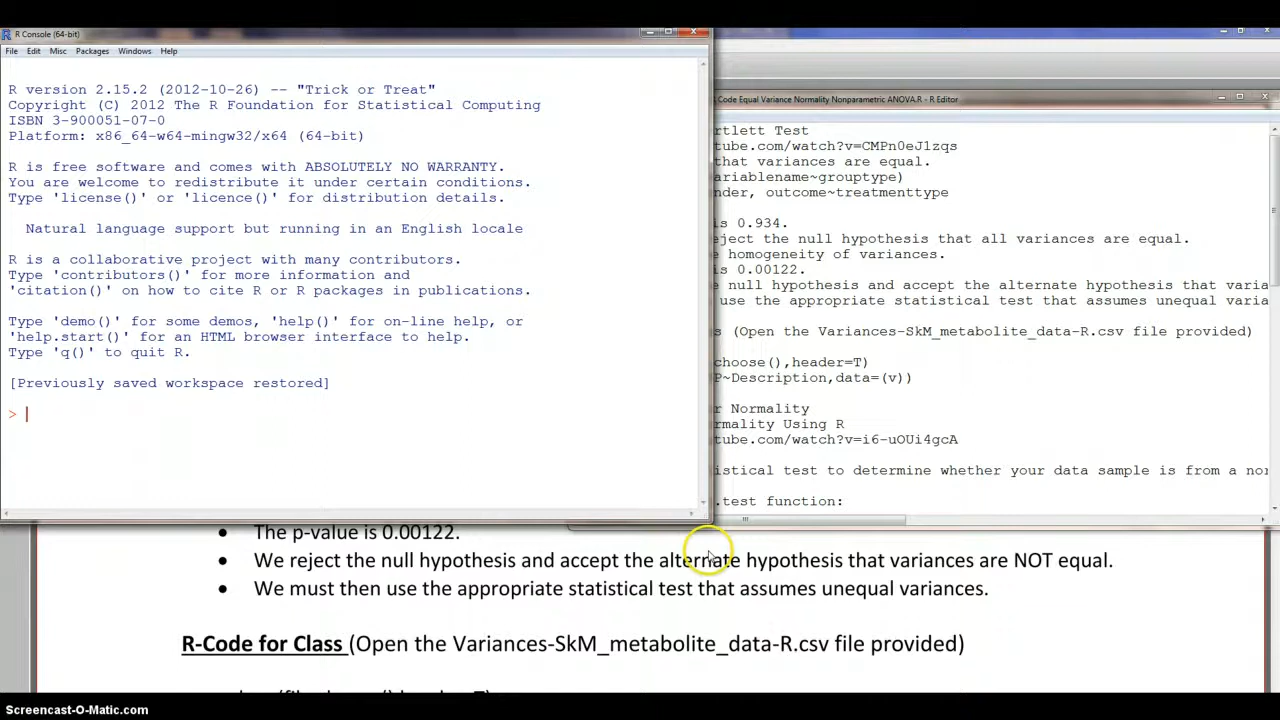 R Console (64-bit)
File Edit Misc Packages Windows Help
R version 2.15.2 (2012-10-26) -- "Trick or Treat"
Copyright (C) 2012 The R Foundation for Statistical Computing
ISBN 3-900051-07-0
Platform: x86_64-w64-mingw32/x64 (64-bit)
R is free software and comes with ABSOLUTELY NO WARRANTY.
You are welcome to redistribute it under certain conditions.
Type 'license()' or 'licence()' for distribution details.
Natural language support but running in an English locale
R is a collaborative project with many contributors.
Type 'contributors()' for more information and
'citation()' on how to cite R or R packages in publications.
Type 'demo()' for some demos, 'help()' for on-line help, or
'help.start()' for an HTML browser interface to help.
Type 'q()' to quit R.
[Previously saved workspace restored]
>
Code Equal Variance Normality Nonparametric ANOVA.R - R Editor
rtlett Test
tube.com/watch?v=CMPn0eJ1zqs
that variances are equal.
ariablename~grouptype)
nder, outcome~treatmenttype
is 0.934.
eject the null hypothesis that all variances are equal.
e homogeneity of variances.
is 0.00122.
e null hypothesis and accept the alternate hypothesis that varia
use the appropriate statistical test that assumes unequal varia
s (Open the Variances-SkM_metabolite_data-R.csv file provided)
choose(),header=T)
P~Description,data=(v))
r Normality
rmality Using R
tube.com/watch?v=i6-uOUi4gcA
istical test to determine whether your data sample is from a nor
.test function:
• The p-value is 0.00122.
• We reject the null hypothesis and accept the alternate hypothesis that variances are NOT equal.
• We must then use the appropriate statistical test that assumes unequal variances.
R-Code for Class (Open the Variances-SkM_metabolite_data-R.csv file provided)
Screencast-O-Matic.com